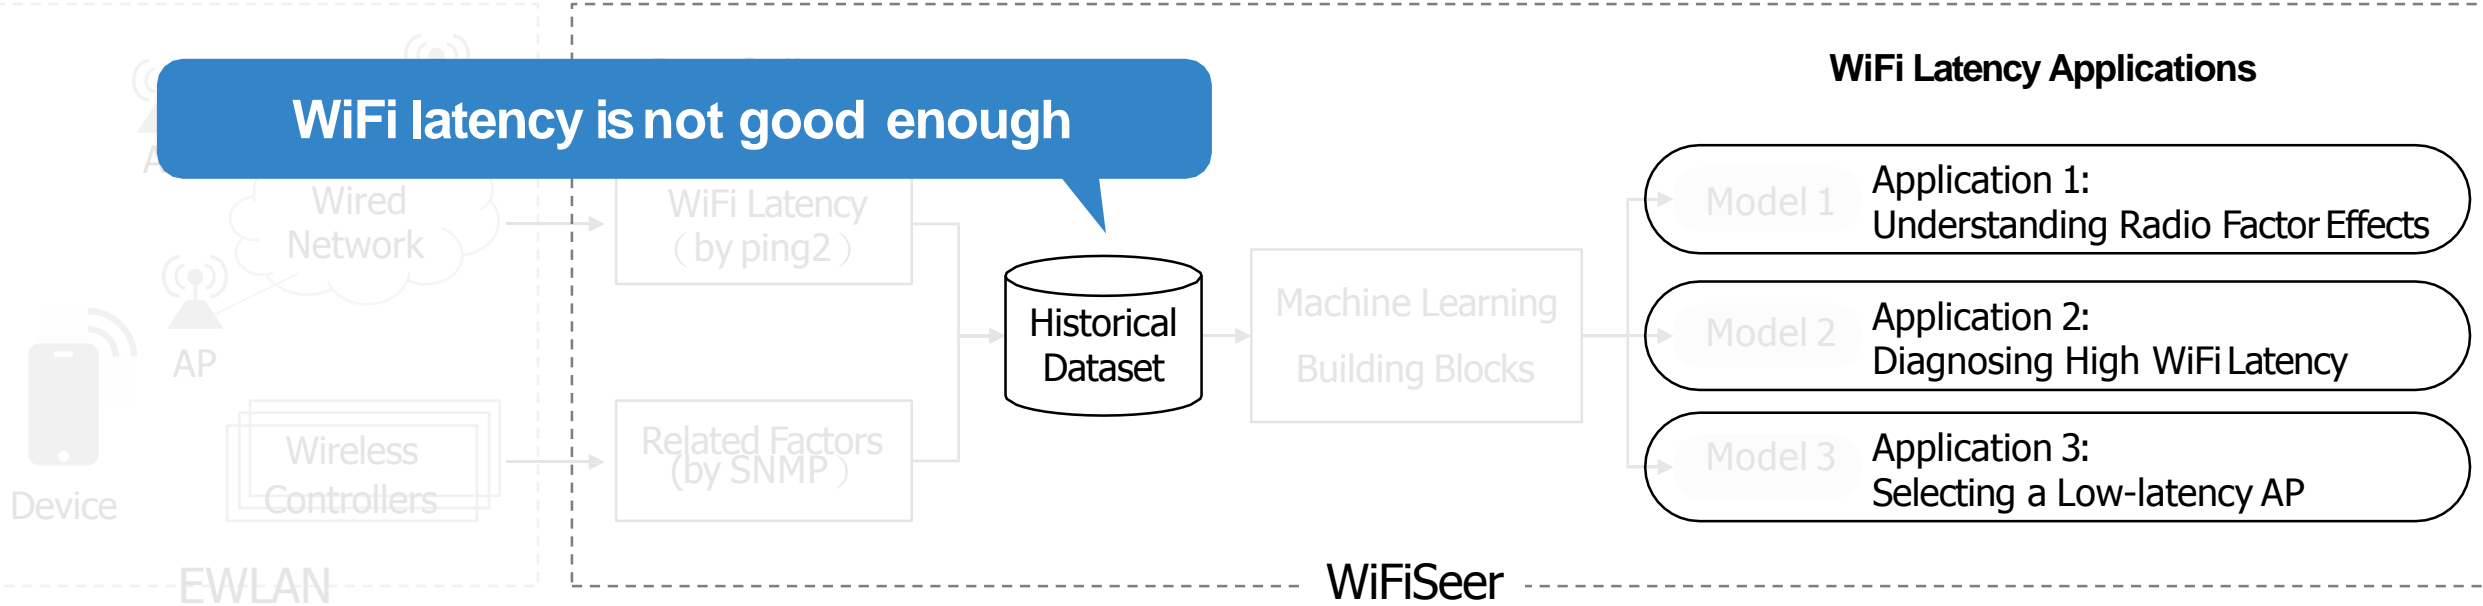 WiFi Latency Applications
WiFi latency is not good enough
Wired
Network
AP
Device
Wireless
Controllers
EWLAN
WiFi Latency
（by ping2）
Related Factors
(by SNMP）
Historical
Dataset
Machine Learning
Building Blocks
Model 1
Application 1:
Understanding Radio Factor Effects
Model 2
Application 2:
Diagnosing High WiFi Latency
Model 3
Application 3:
Selecting a Low-latency AP
WiFiSeer